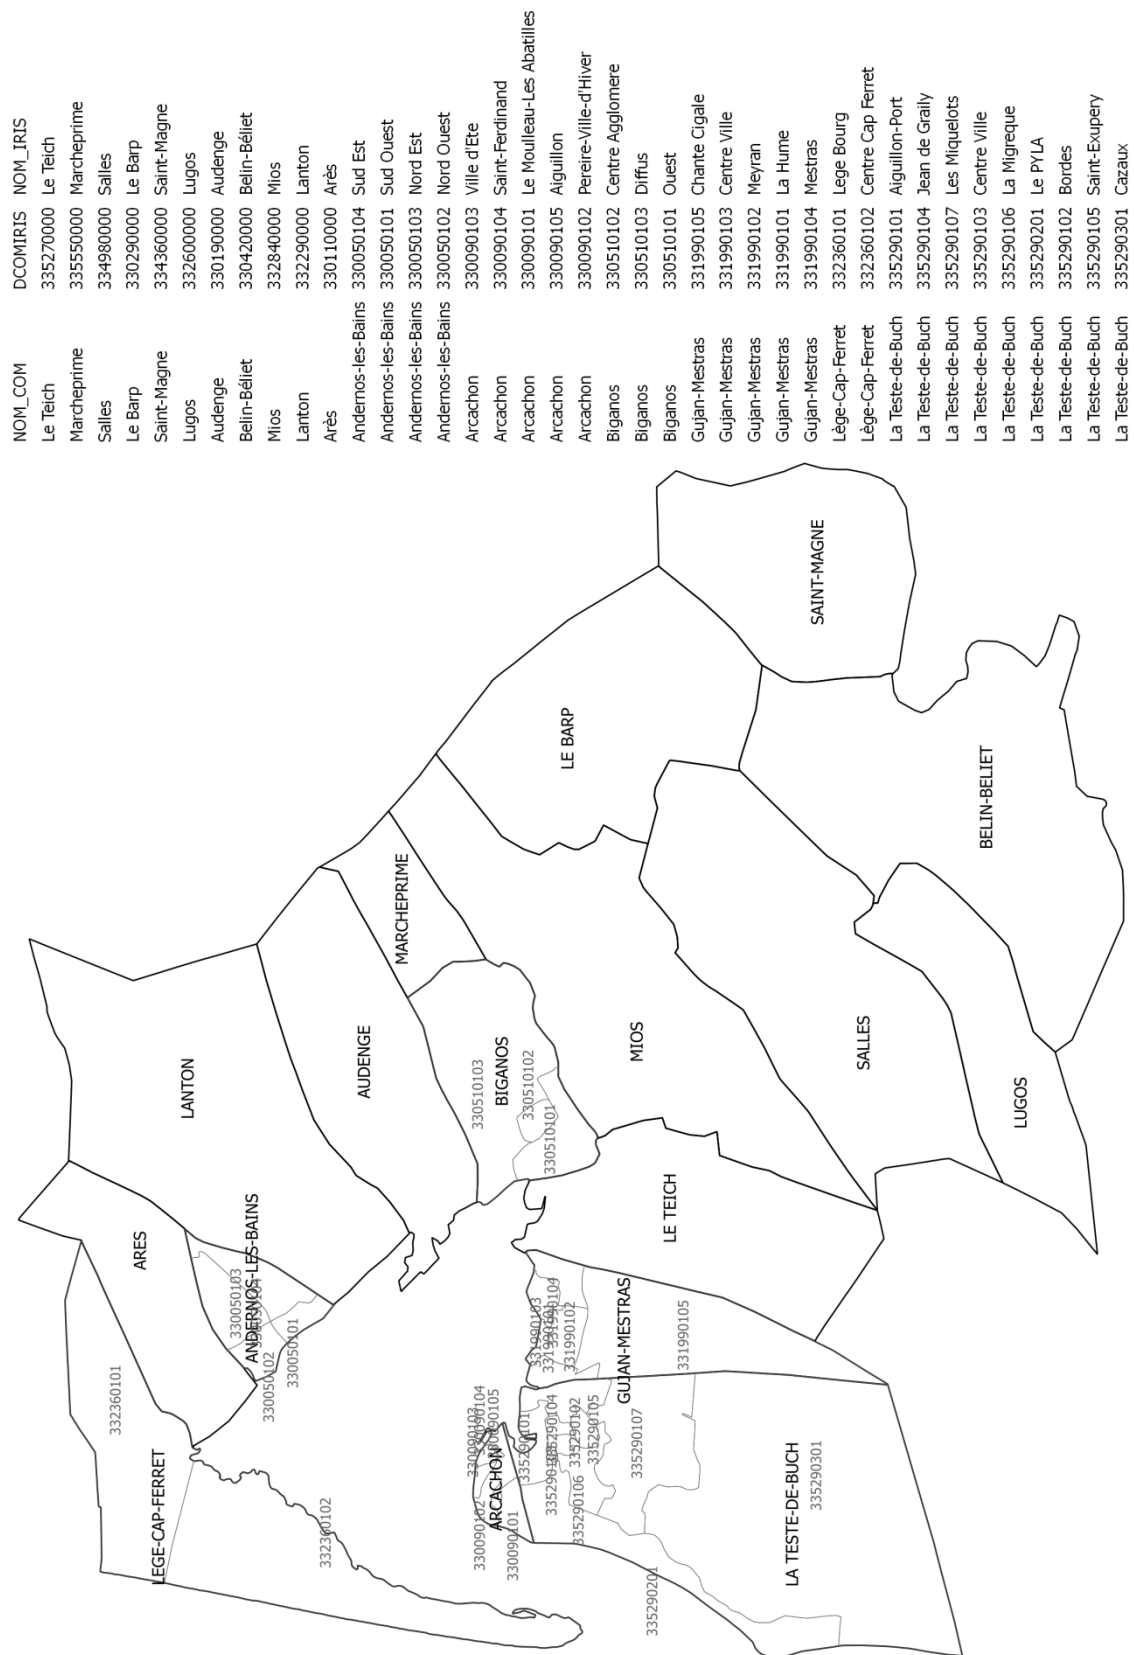 NOM_COM DCOMIRIS NOM_IRIS
Le Teich 335270000 Le Teich
Marcheprime 335550000 Marcheprime
Salles 334980000 Salles
Le Barp 330290000 Le Barp
Saint-Magne 334360000 Saint-Magne
Lugos 332600000 Lugos
Audenge 330190000 Audenge
Belin-Béliet 330420000 Belin-Béliet
Mios 332840000 Mios
Lanton 332290000 Lanton
Arès 330110000 Arès
Andernos-les-Bains 330050104 Sud Est
Andernos-les-Bains 330050101 Sud Ouest
Andernos-les-Bains 330050103 Nord Est
Andernos-les-Bains 330050102 Nord Ouest
Arcachon 330090103 Ville d'Ete
Arcachon 330090104 Saint-Ferdinand
Arcachon 330090101 Le Moulleau-Les Abatilles
Arcachon 330090105 Aiguillon
Arcachon 330090102 Pereire-Ville-d'Hiver
Biganos 330510102 Centre Agglomere
Biganos 330510103 Diffus
Biganos 330510101 Ouest
Gujan-Mestras 331990105 Chante Cigale
Gujan-Mestras 331990103 Centre Ville
Gujan-Mestras 331990102 Meyran
Gujan-Mestras 331990101 La Hume
Gujan-Mestras 331990104 Mestras
Lège-Cap-Ferret 332360101 Lege Bourg
Lège-Cap-Ferret 332360102 Centre Cap Ferret
La Teste-de-Buch 335290101 Aiguillon-Port
La Teste-de-Buch 335290104 Jean de Graily
La Teste-de-Buch 335290107 Les Miquelots
La Teste-de-Buch 335290103 Centre Ville
La Teste-de-Buch 335290106 La Migreque
La Teste-de-Buch 335290201 Le PYLA
La Teste-de-Buch 335290102 Bordes
La Teste-de-Buch 335290105 Saint-Exupery
La Teste-de-Buch 335290301 Cazaux
332360101
LEGE-CAP-FERRET
332360102
ARES
LANTON
330050103
ANDERNOS-LES-BAINS
330050102
330050101
AUDENGE
MARCHEPRIME
330510103
BIGANOS
330510102
330510101
330090103
330090104
330090105
ARCACHON
330090102
330090101
335290101
335290104
335290102
335290106
335290105
335290107
335290201
LA TESTE-DE-BUCH
335290301
331990103
331990104
331990102
GUJAN-MESTRAS
331990105
LE TEICH
MIOS
LE BARP
SAINT-MAGNE
SALLES
BELIN-BELIET
LUGOS